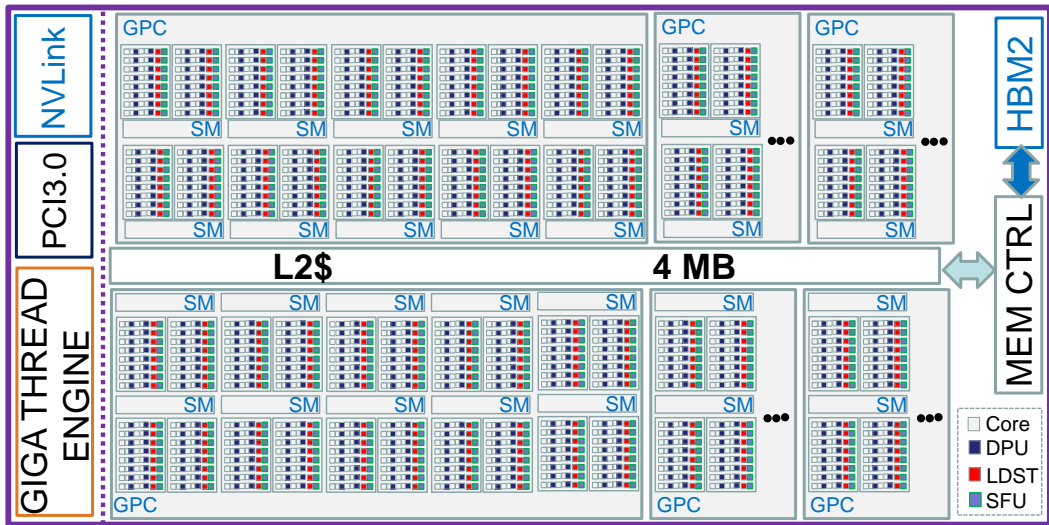 NVLink
PCI3.0
GIGA THREAD
ENGINE
GPC
SM SM SM SM SM
SM SM SM SM SM
GPC
SM
SM
GPC
SM
SM
L2$ 4 MB
SM SM SM SM SM
SM SM SM SM SM
GPC
SM
SM
GPC
SM
SM
GPC
HBM2
MEM CTRL
Core
DPU
LDST
SFU